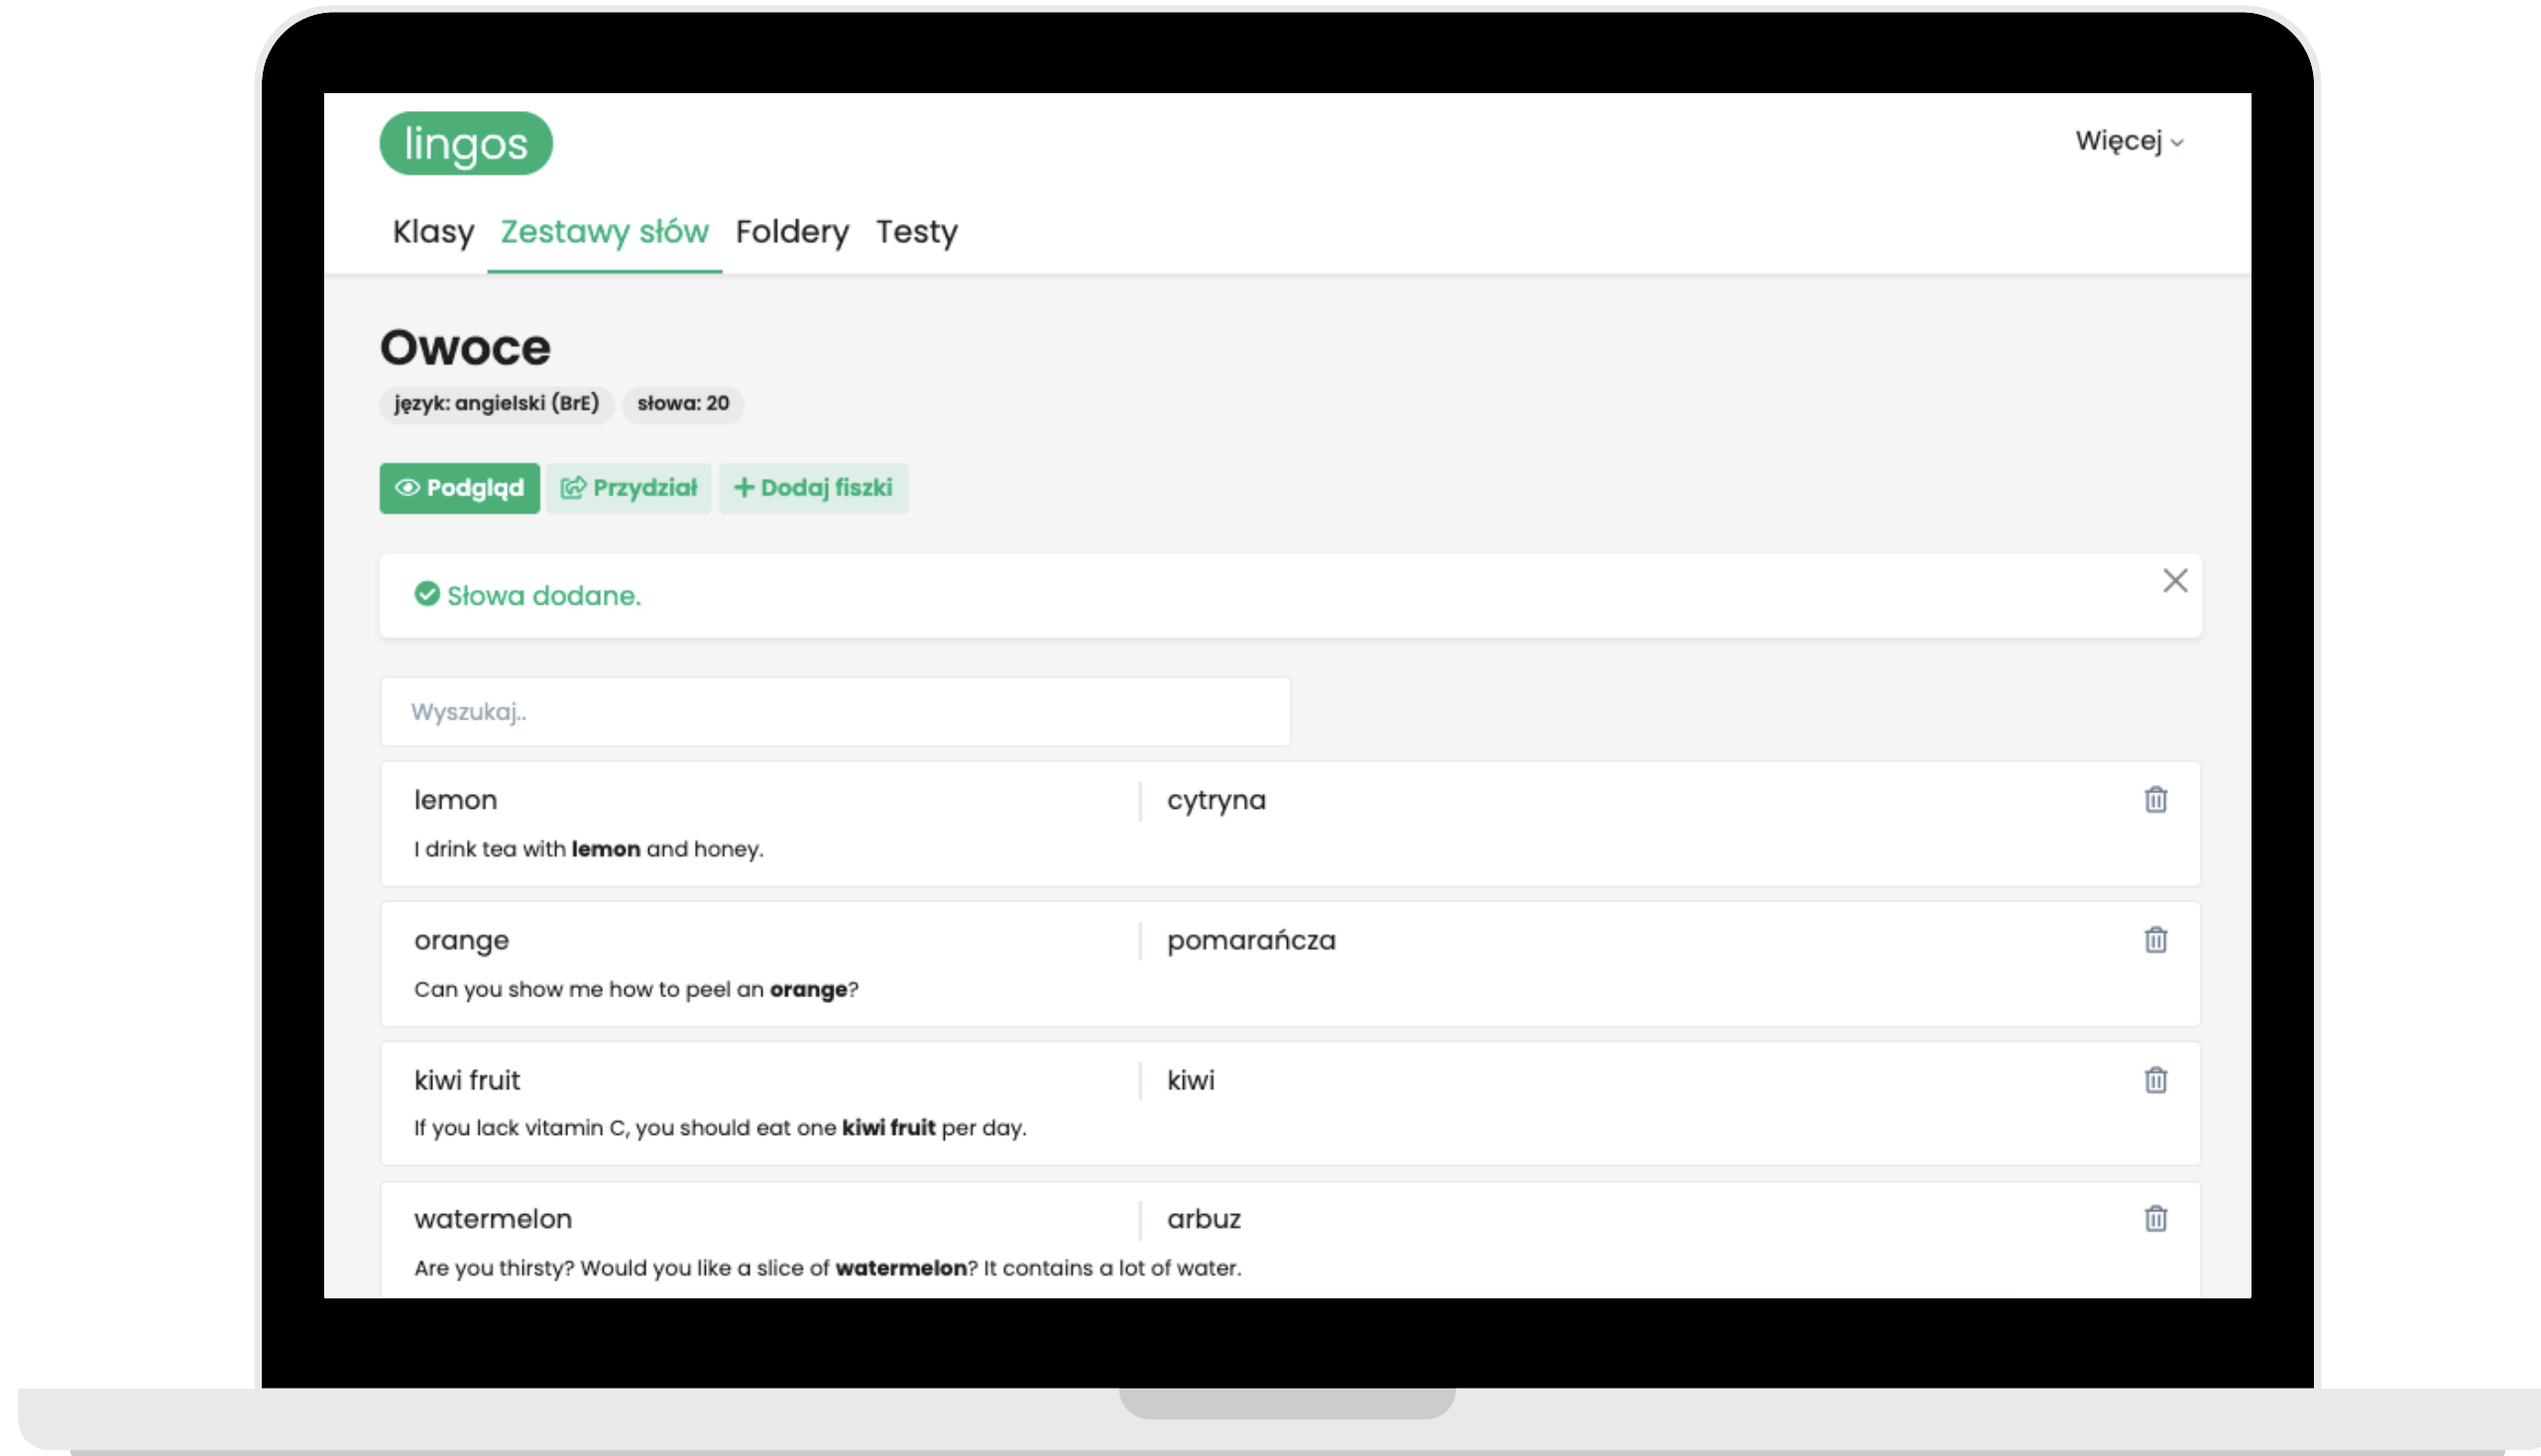 lingos
Więcej
Klasy Zestawy słów Foldery Testy
Owoce
język: angielski (BrE) słowa: 20
Podgląd Przydział + Dodaj fiszki
Słowa dodane.
Wyszukaj..
lemon cytryna
I drink tea with lemon and honey.
orange pomarańcza
Can you show me how to peel an orange?
kiwi fruit kiwi
If you lack vitamin C, you should eat one kiwi fruit per day.
watermelon arbuz
Are you thirsty? Would you like a slice of watermelon? It contains a lot of water.